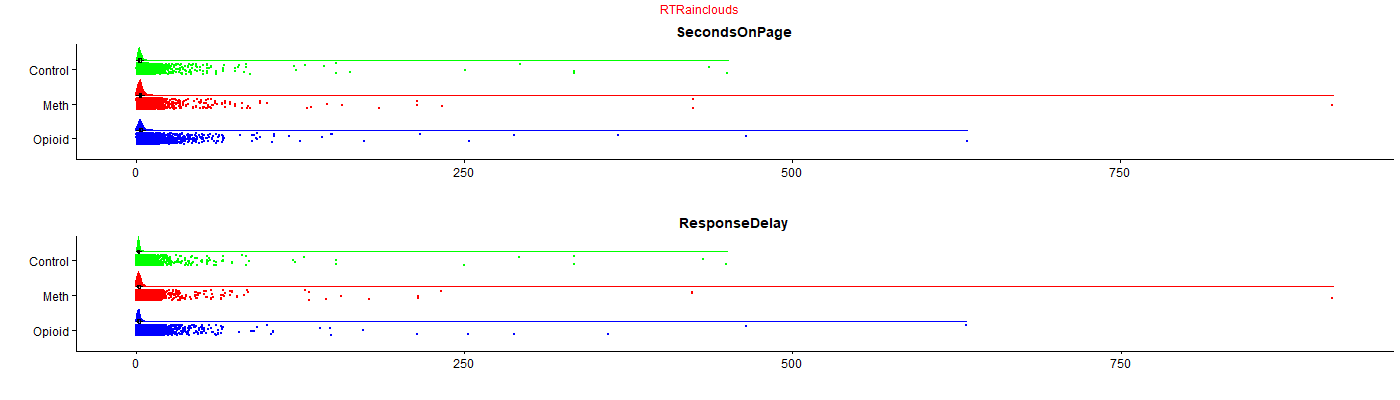 RTRainclouds
SecondsOnPage
Control
Meth
Opioid
0 250 500 750
ResponseDelay
Control
Meth
Opioid
0 250 500 750